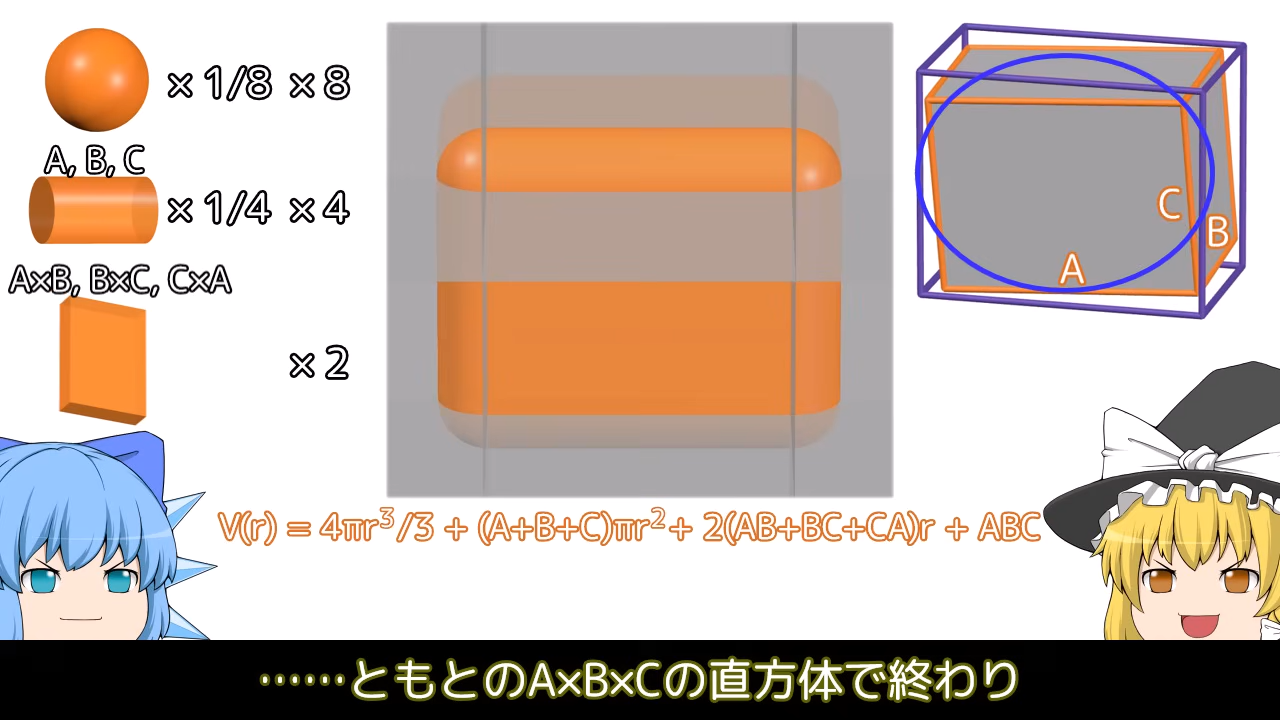 × 1/8 × 8
A, B, C
× 1/4 × 4
A×B, B×C, C×A
× 2
C
B
A
V(r) = 4πr³/3 + (A+B+C)πr² + 2(AB+BC+CA)r + ABC
……ともとのA×B×Cの直方体で終わり